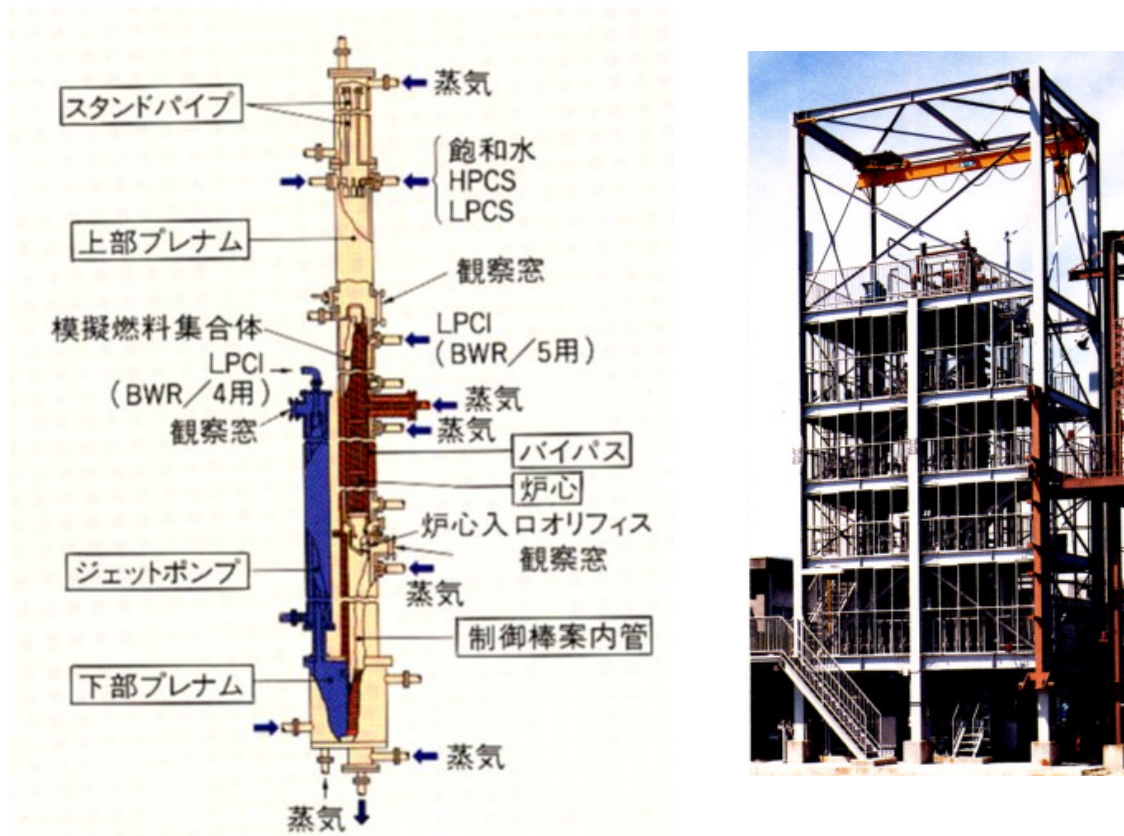 蒸気
スタンドパイプ
飽和水
HPCS
LPCS
上部プレナム
観察窓
模擬燃料集合体
LPCI
(BWR/5用)
LPCI
(BWR/4用)
観察窓
蒸気
蒸気
バイパス
炉心
炉心入口オリフィス
観察窓
ジェットポンプ
蒸気
制御棒案内管
下部プレナム
蒸気
蒸気